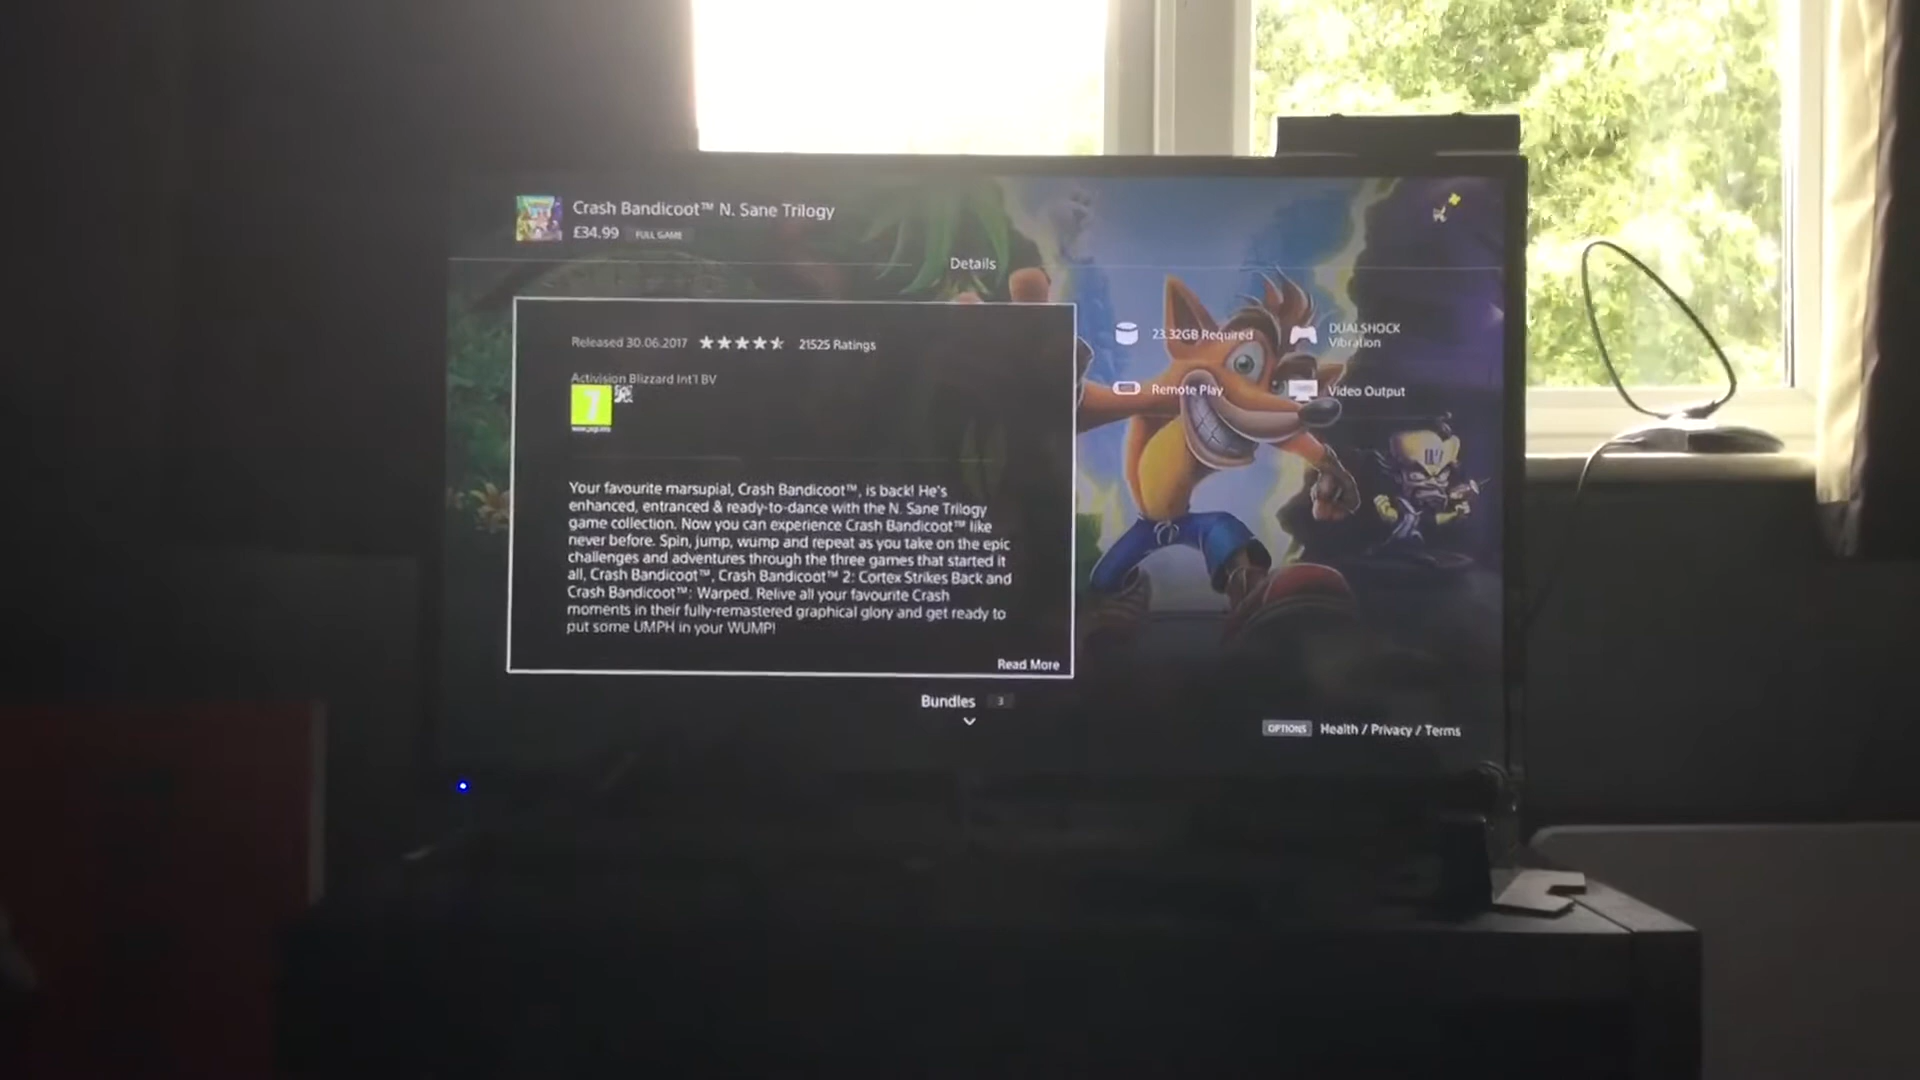 Crash Bandicoot™ N. Sane Trilogy
£34.99 FULL GAME
Details
Released 30.06.2017 21525 Ratings
Activision Blizzard Int'l BV
7
www.pegi.info
23.32GB Required
DUALSHOCK
Vibration
Remote Play
Video Output
Your favourite marsupial, Crash Bandicoot™, is back! He's
enhanced, entranced & ready-to-dance with the N. Sane Trilogy
game collection. Now you can experience Crash Bandicoot™ like
never before. Spin, jump, wump and repeat as you take on the epic
challenges and adventures through the three games that started it
all, Crash Bandicoot™, Crash Bandicoot™ 2: Cortex Strikes Back and
Crash Bandicoot™: Warped. Relive all your favourite Crash
moments in their fully-remastered graphical glory and get ready to
put some UMPH in your WUMP!
Read More
Bundles 3
OPTIONS Health / Privacy / Terms